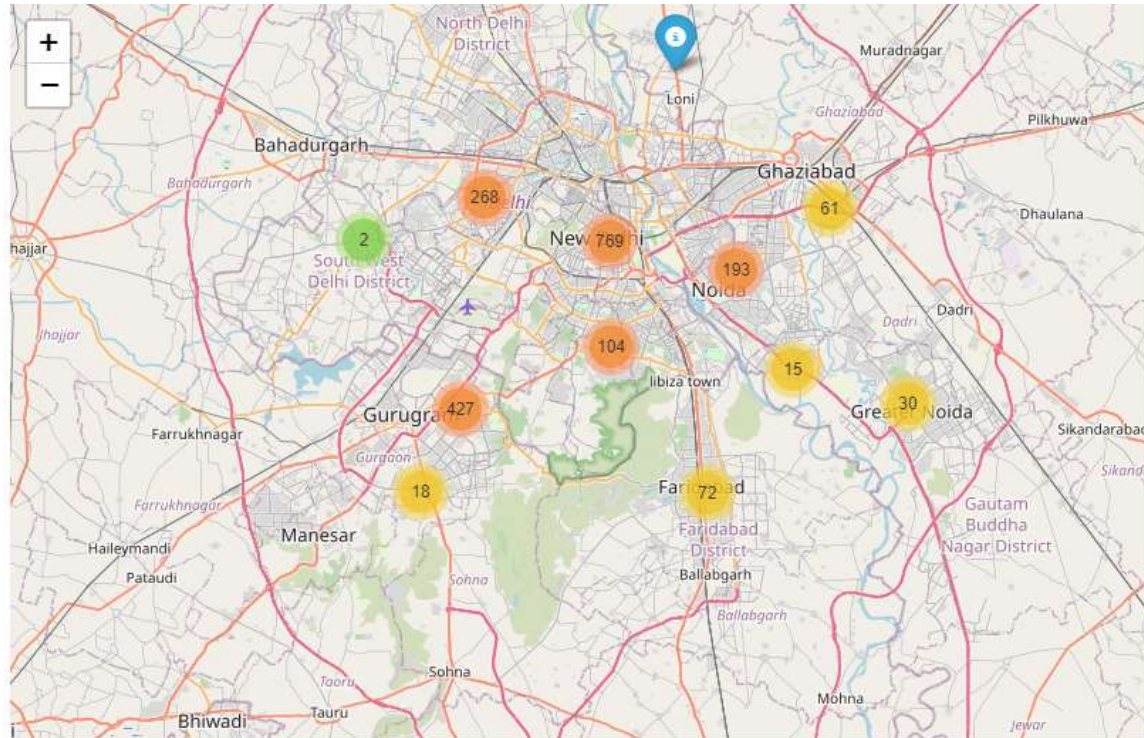 +
−
North Delhi
District
Muradnagar
Loni
Ghaziabad
Pilkhuwa
Bahadurgarh
Ghaziabad
Bahadurgarh
268
61
Dhaulana
2
New Delhi
769
hajjar
South West
Delhi District
193
Noida
Dadri
Dadri
Jhajjar
104
15
libiza town
30
Gurugram
427
Greater Noida
Farrukhnagar
Sikandarabad
Gurgaon
18
Faridabad
72
Farrukhnagar
Gautam
Buddha
Nagar District
Manesar
Faridabad
District
Haileymandi
Pataudi
Sohna
Ballabgarh
Ballabgarh
Sohna
Taoru
Mohna
Tauru
Bhiwadi
Jewar